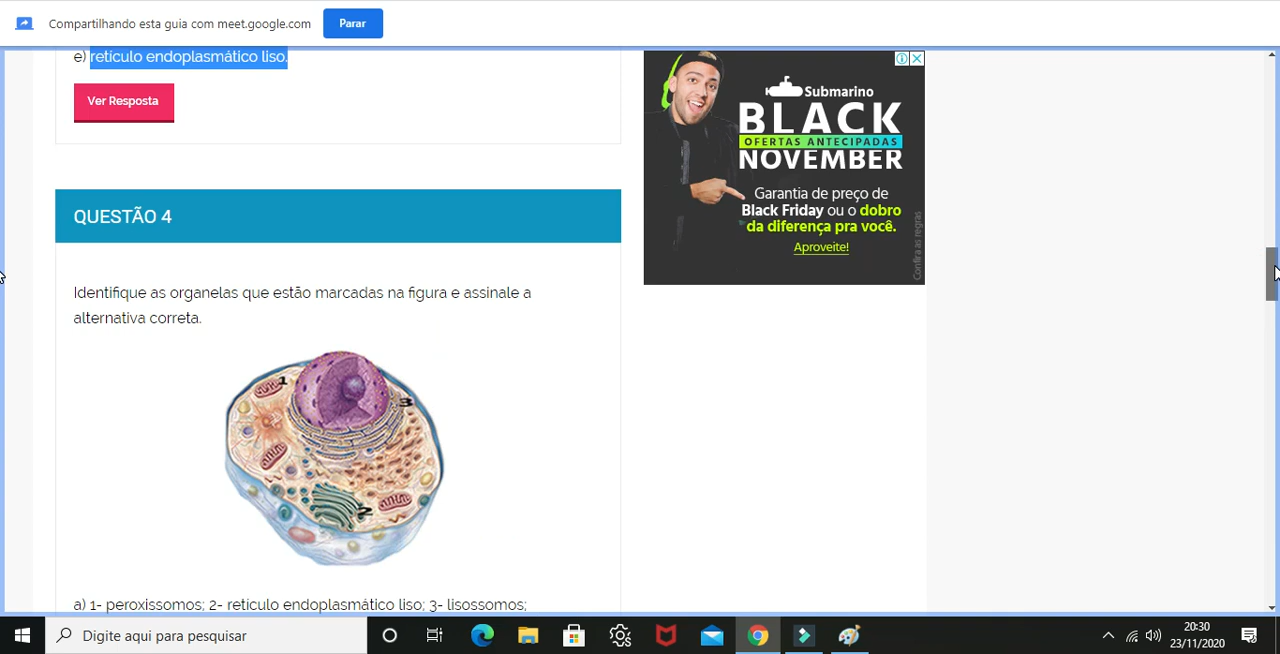 Compartilhando esta guia com meet.google.com
Parar
e) retículo endoplasmático liso.
Ver Resposta
Submarino
BLACK
OFERTAS ANTECIPADAS
NOVEMBER
Garantia de preço de
Black Friday ou o dobro
da diferença pra você.
Aproveite!
Confira as regras
QUESTÃO 4
Identifique as organelas que estão marcadas na figura e assinale a
alternativa correta.
1
3
2
a) 1- peroxissomos; 2- retículo endoplasmático liso; 3- lisossomos;
Digite aqui para pesquisar
20:30
23/11/2020